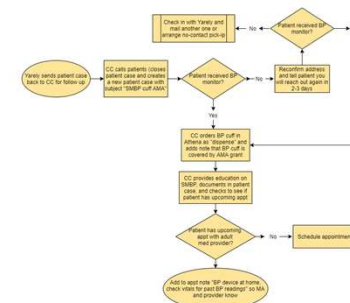 Check in with Yarely and
mail another one or
arrange no-contact pick-ip
No
Patient received BP
monitor?
Yarely sends patient case
back to CC for follow up
CC calls patients (closes
patient case and creates
a new patient case with
subject "SMBP cuff AMA"
Patient received BP
monitor?
No
Reconfirm address
and tell patient you
will reach out again in
2-3 days
Yes
CC orders BP cuff in
Athena as "dispense" and
adds note that BP cuff is
covered by AMA grant
CC provides education on
SMBP, documents in patient
case, and checks to see if
patient has upcoming appt
Patient has upcoming
appt with adult
med provider?
No
Schedule appointmen
Add to appt note "BP device at home,
check vitals for past BP readings" so MA
and provider know